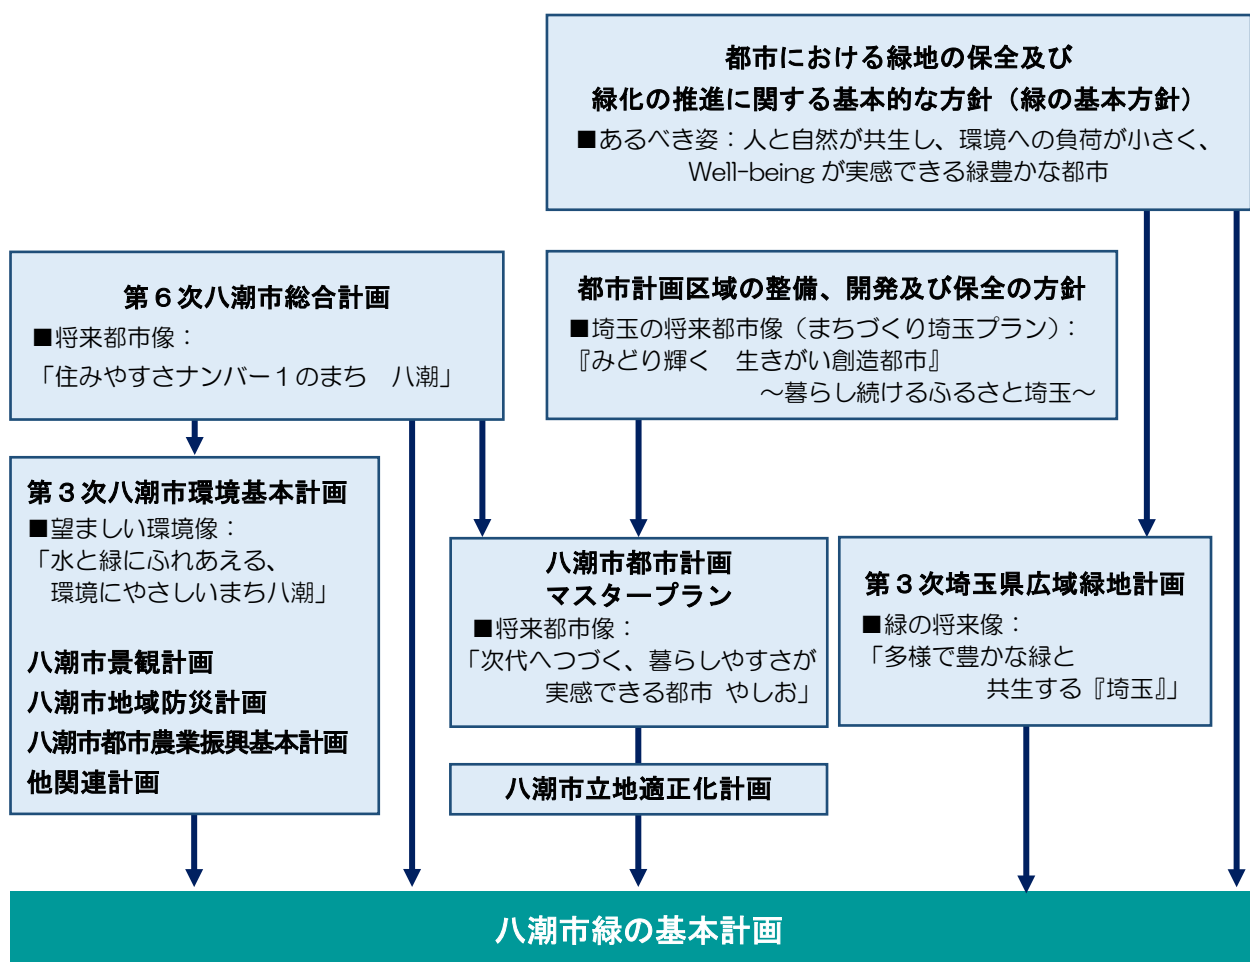 都市における緑地の保全及び
緑化の推進に関する基本的な方針（緑の基本方針）
■あるべき姿：人と自然が共生し、環境への負荷が小さく、
Well-being が実感できる緑豊かな都市
第６次八潮市総合計画
■将来都市像：
「住みやすさナンバー１のまち　八潮」
都市計画区域の整備、開発及び保全の方針
■埼玉の将来都市像（まちづくり埼玉プラン）：
『みどり輝く　生きがい創造都市』
～暮らし続けるふるさと埼玉～
第３次八潮市環境基本計画
■望ましい環境像：
「水と緑にふれあえる、
環境にやさしいまち八潮」
八潮市景観計画
八潮市地域防災計画
八潮市都市農業振興基本計画
他関連計画
八潮市都市計画
マスタープラン
■将来都市像：
「次代へつづく、暮らしやすさが
実感できる都市 やしお」
八潮市立地適正化計画
第３次埼玉県広域緑地計画
■緑の将来像：
「多様で豊かな緑と
共生する『埼玉』」
八潮市緑の基本計画